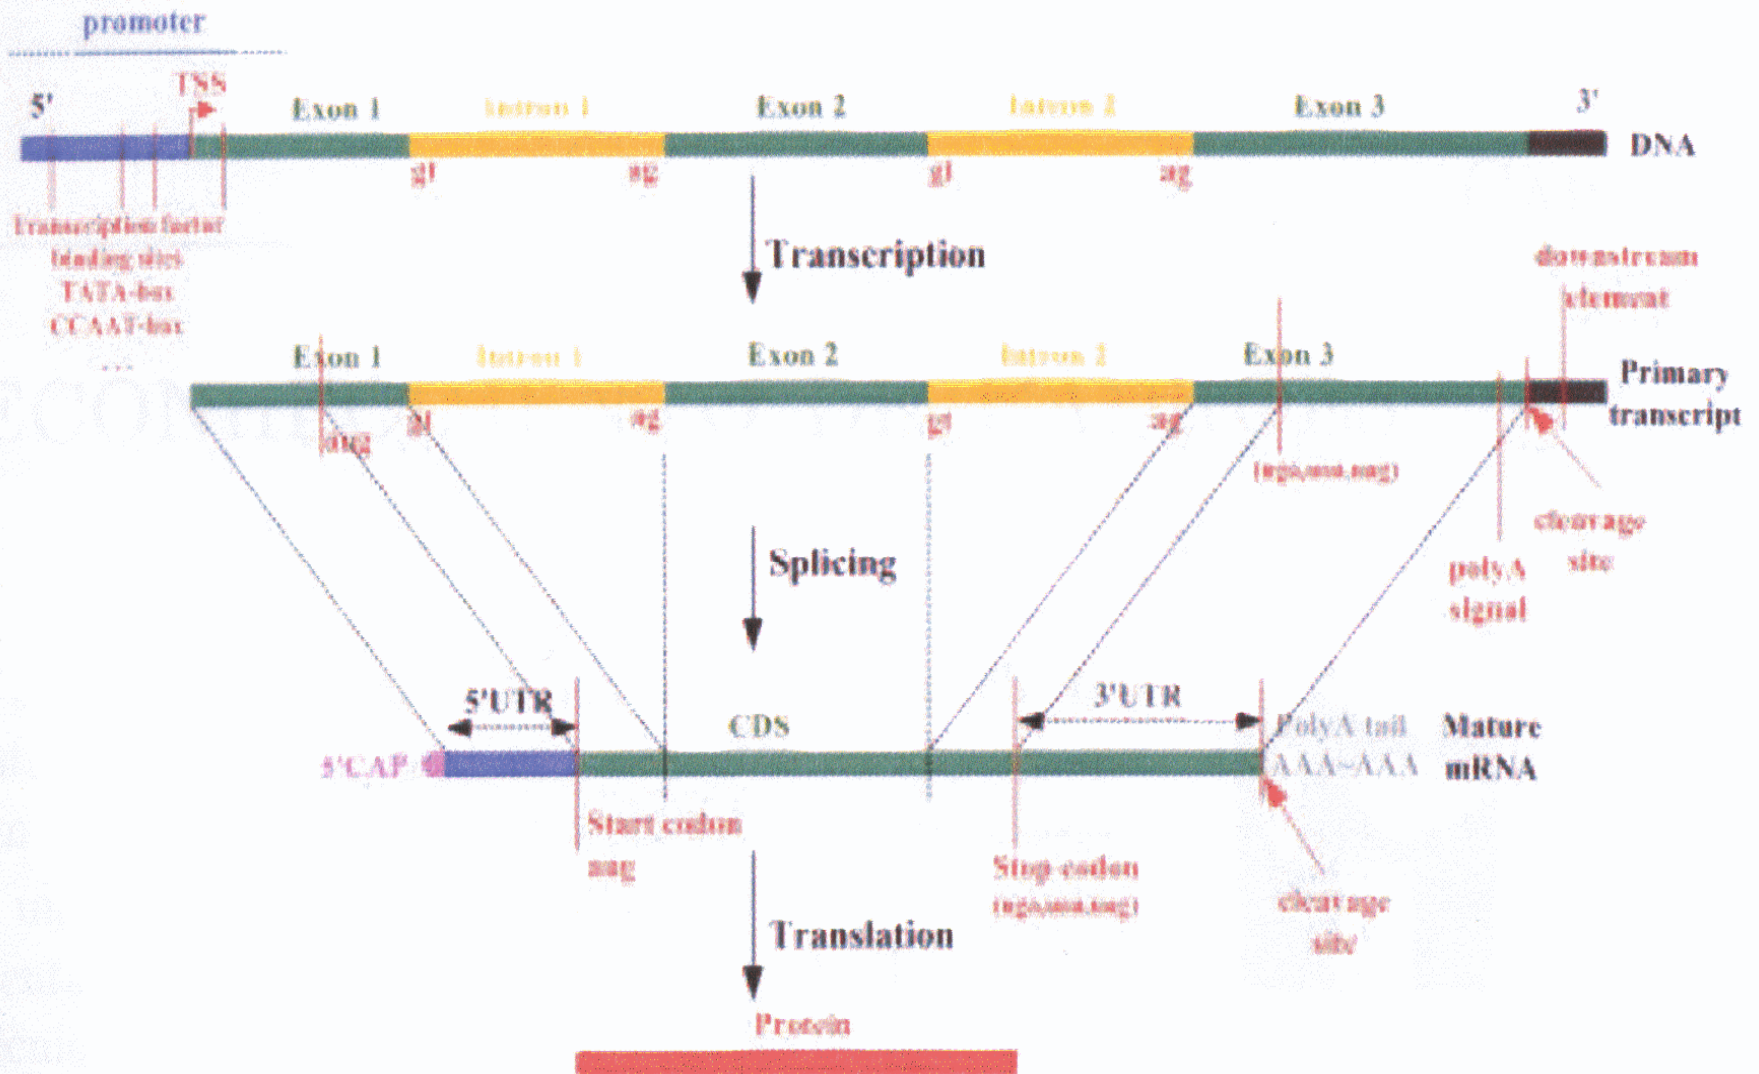 promoter
TSS
5'
Exon 1
Intron 1
Exon 2
Intron 2
Exon 3
3'
DNA
gt
ag
gt
ag
Transcription factor
binding sites
TATA-box
CCAAT-box
...
Transcription
downstream
element
Exon 1
Intron 1
Exon 2
Intron 2
Exon 3
Primary
transcript
aug
gt
ag
gt
ag
(uga,uaa,uag)
cleavage
site
polyA
signal
Splicing
5'UTR
CDS
3'UTR
PolyA tail
Mature
5'CAP
AAA~AAA
mRNA
Start codon
aug
Stop codon
(uga,uaa,uag)
cleavage
site
Translation
Protein